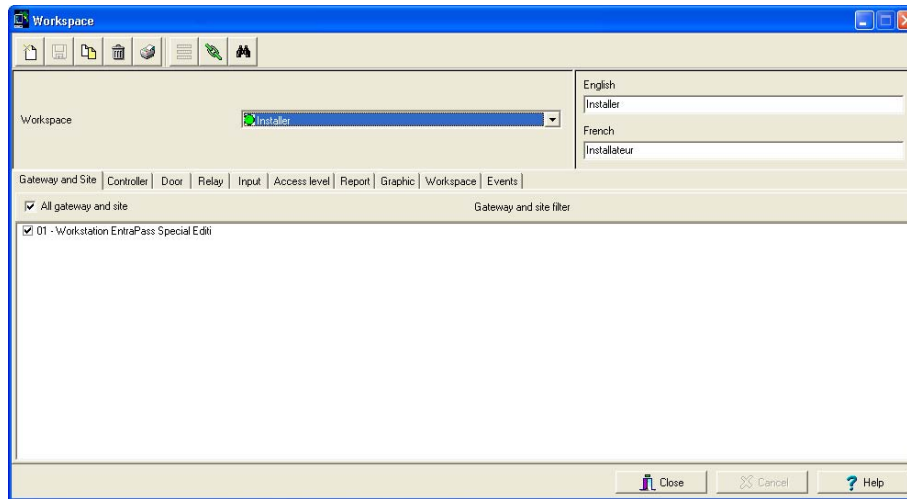 Workspace
English
Installer
Workspace
Installer
French
Installateur
Gateway and Site Controller Door Relay Input Access level Report Graphic Workspace Events
All gateway and site Gateway and site filter
01 - Workstation EntraPass Special Editi
Close Cancel Help